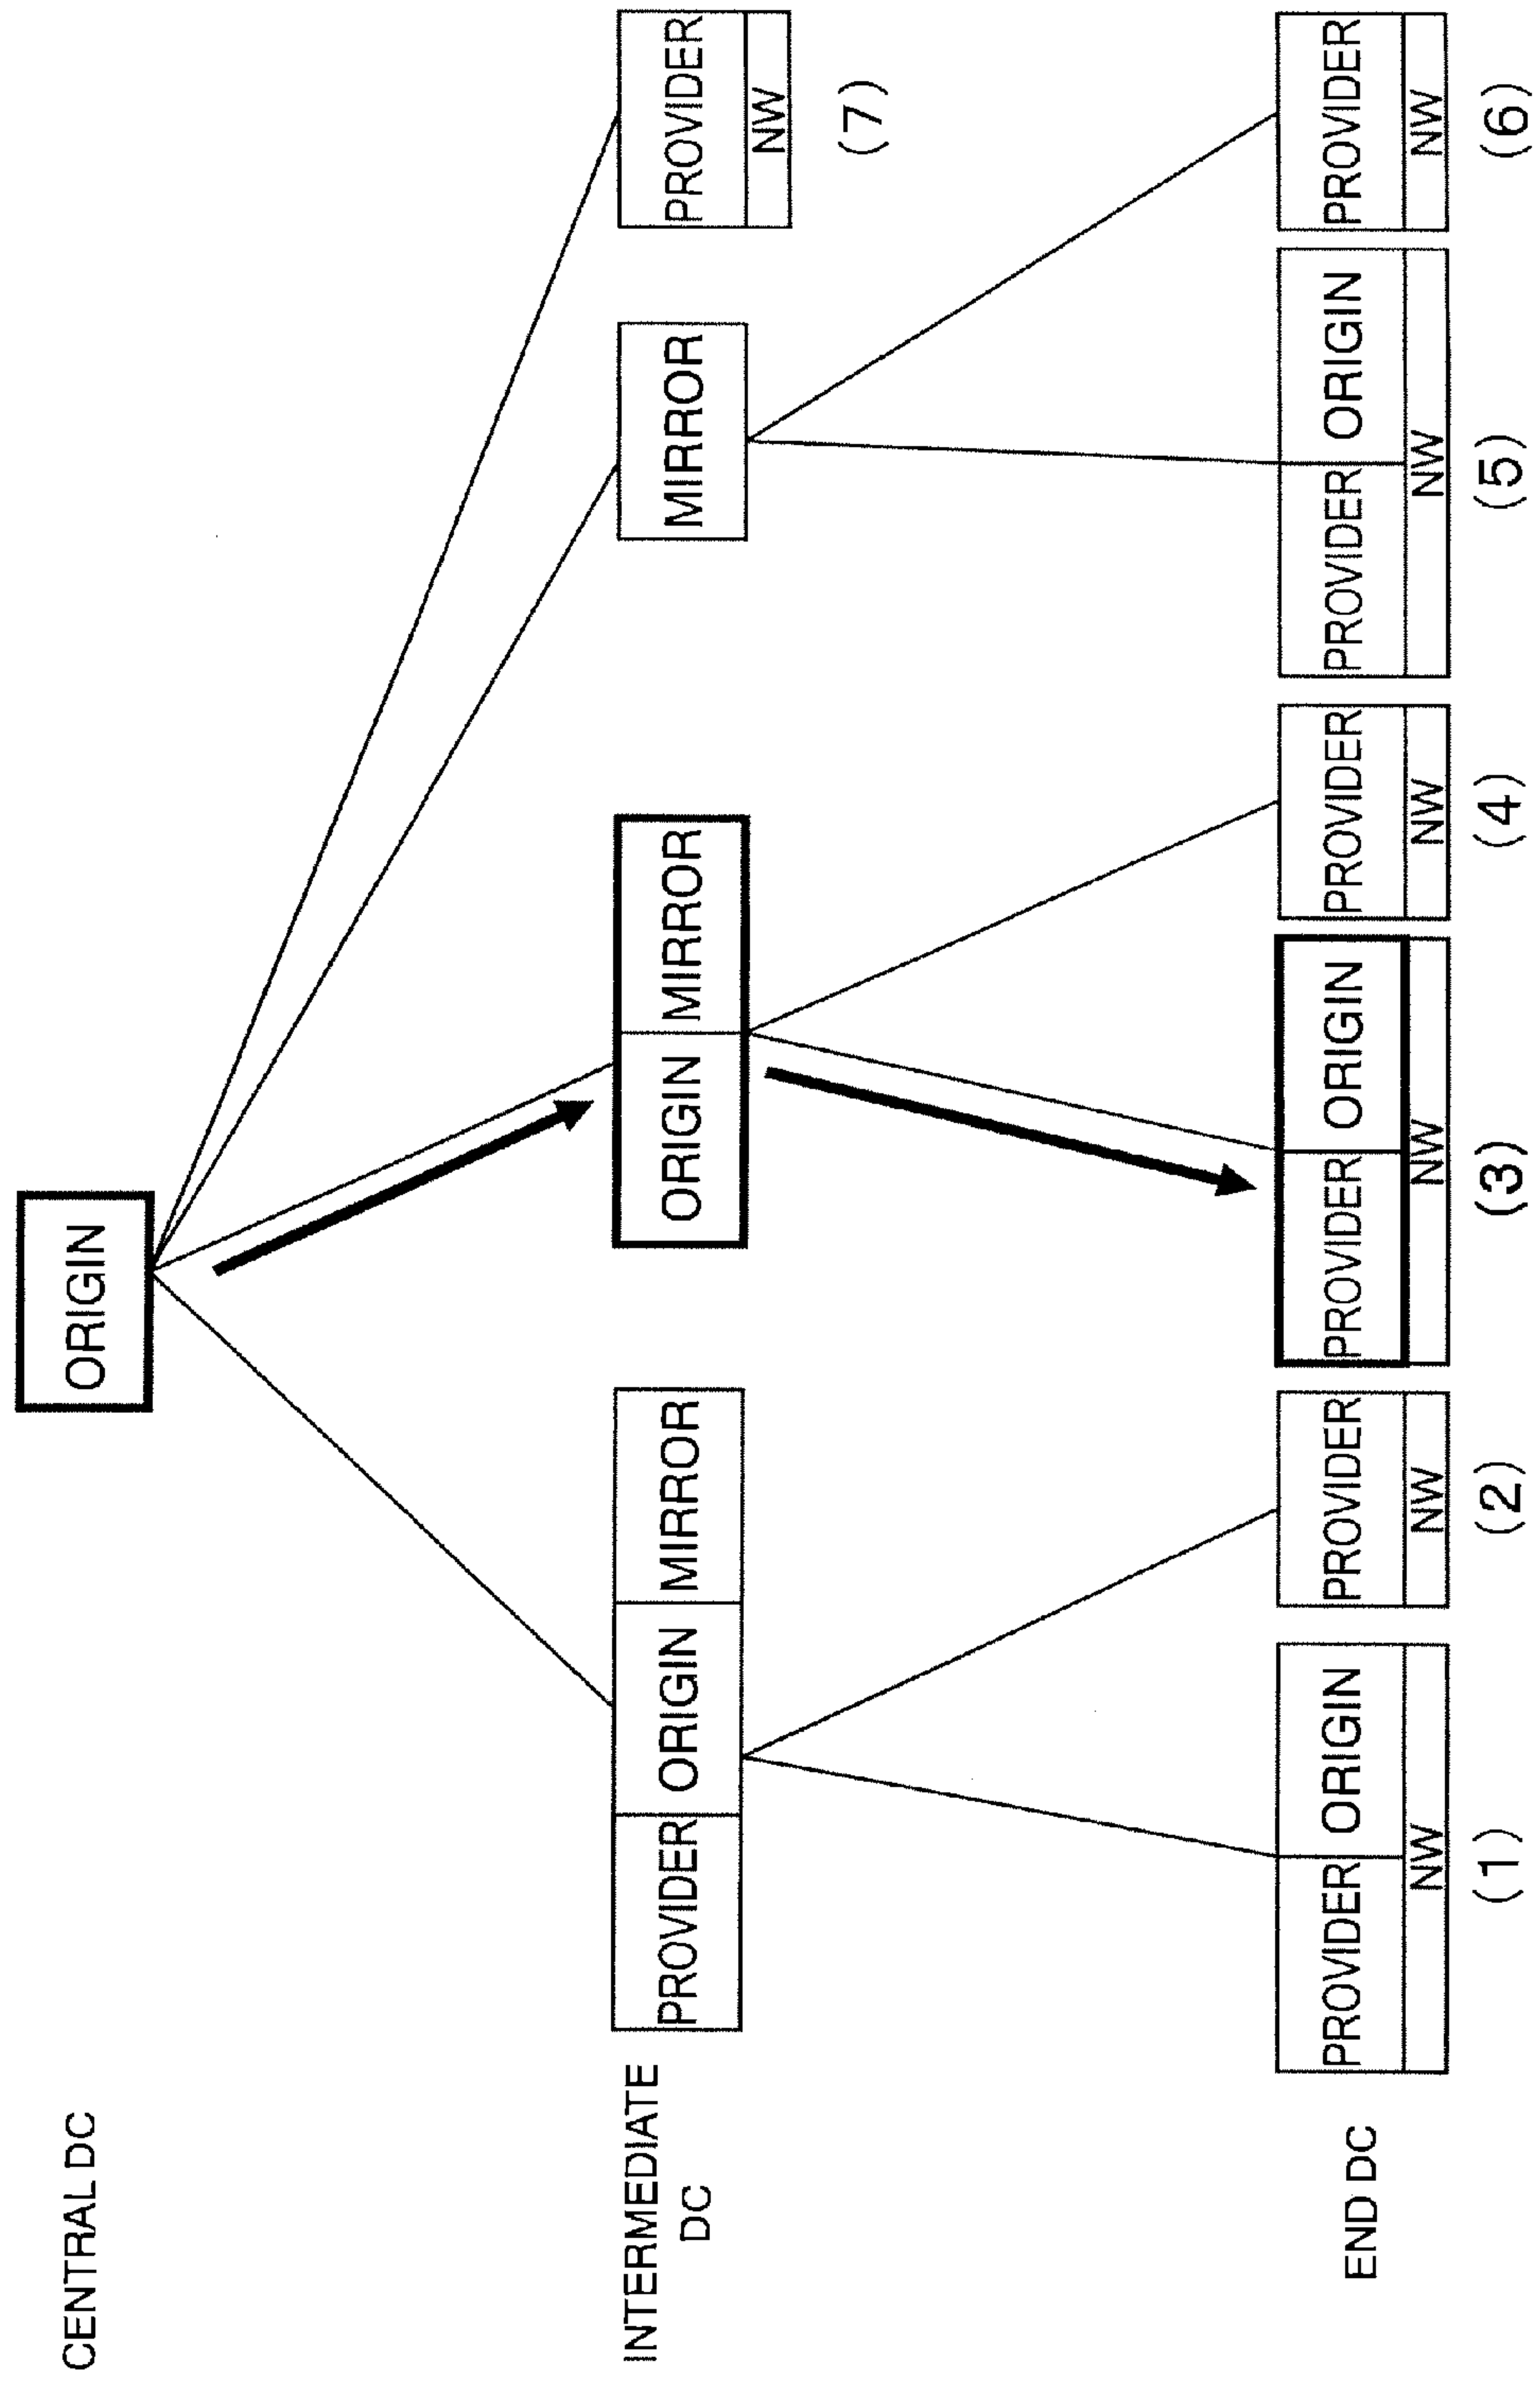 CENTRAL DC
ORIGIN
INTERMEDIATE
DC
PROVIDER ORIGIN MIRROR
ORIGIN MIRROR
MIRROR
PROVIDER
NW
(7)
END DC
PROVIDER ORIGIN
NW
(1)
PROVIDER
NW
(2)
PROVIDER ORIGIN
NW
(3)
PROVIDER
NW
(4)
PROVIDER ORIGIN
NW
(5)
PROVIDER
NW
(6)